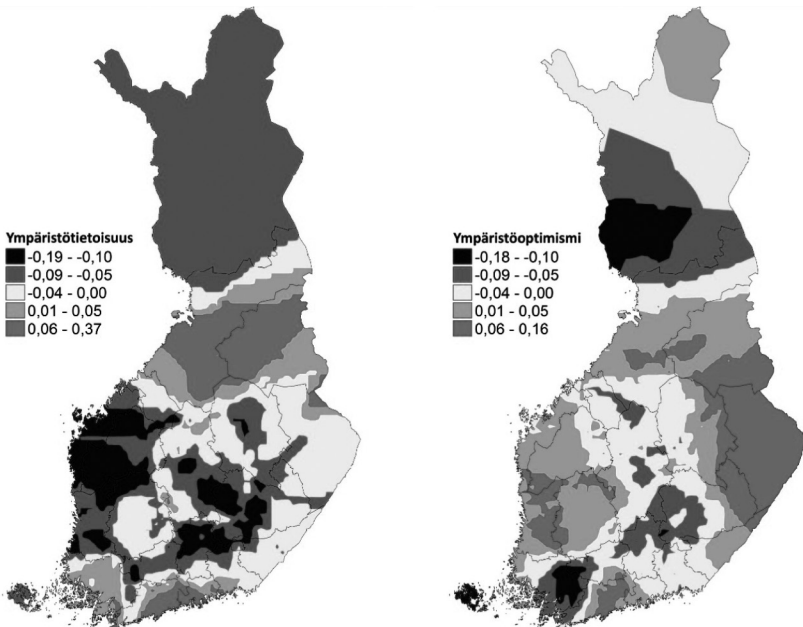 Ympäristötietoisuus
-0,19 - -0,10
-0,09 - -0,05
-0,04 - 0,00
0,01 - 0,05
0,06 - 0,37
Ympäristöoptimismi
-0,18 - -0,10
-0,09 - -0,05
-0,04 - 0,00
0,01 - 0,05
0,06 - 0,16